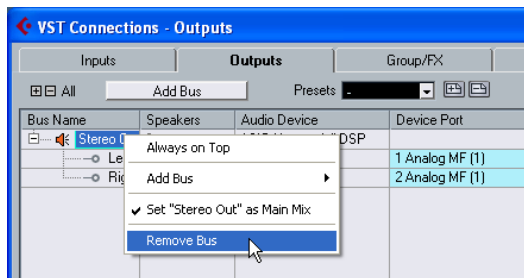 VST Connections - Outputs
Inputs Outputs Group/FX
All Add Bus Presets -
Bus Name Speakers Audio Device Device Port
Stereo DSP
Always on Top
1 Analog MF (1)
Add Bus
2 Analog MF (1)
✓ Set "Stereo Out" as Main Mix
Remove Bus